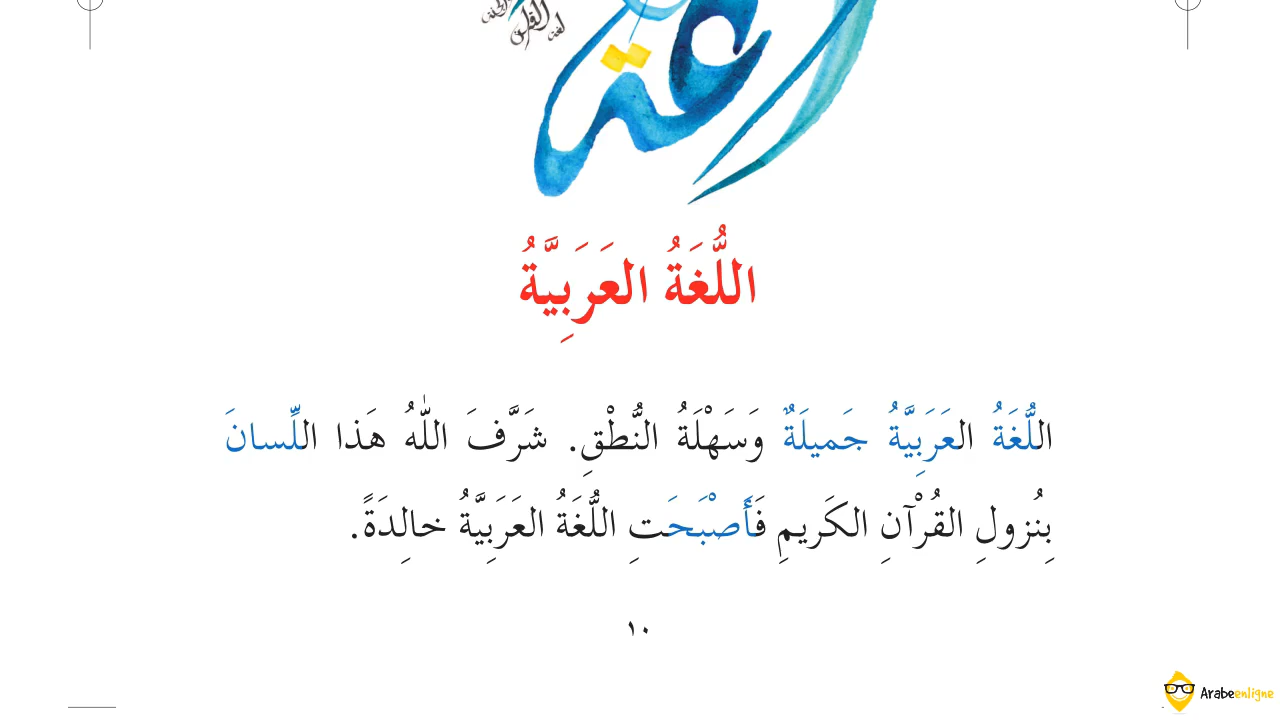 اللُّغَةُ العَرَبِيَّةُ
اللُّغَةُ العَرَبِيَّةُ جَميلَةٌ وَسَهْلَةُ النُّطْقِ. شَرَّفَ اللّٰهُ هَذا اللِّسانَ
بِنُزولِ القُرْآنِ الكَريمِ فَأَصْبَحَتِ اللُّغَةُ العَرَبِيَّةُ خالِدَةً.
١٠
Arabeenligne